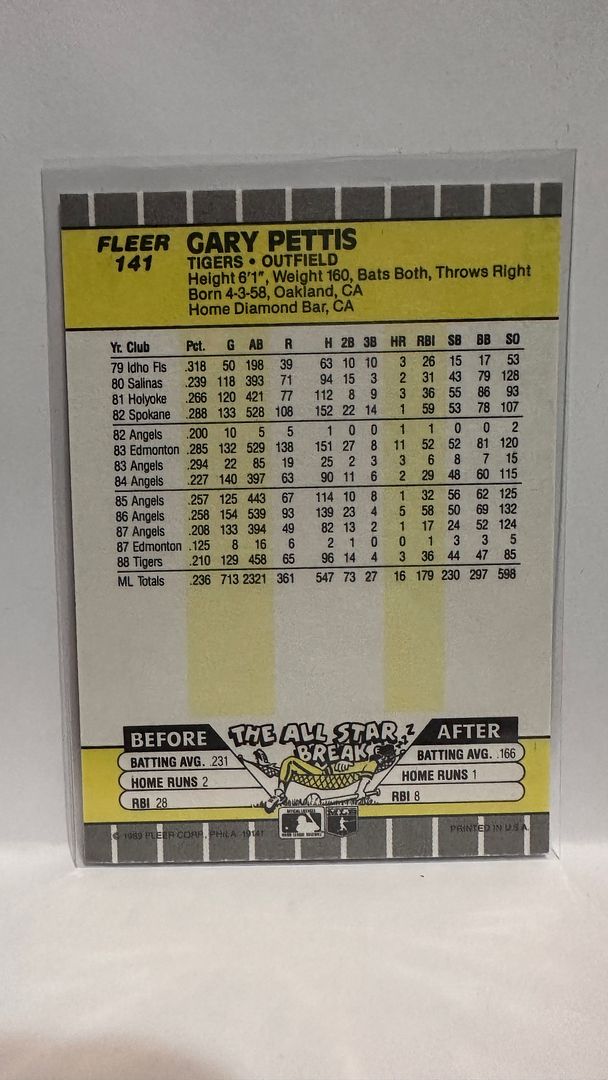 FLEER 141
GARY PETTIS
TIGERS • OUTFIELD
Height 6'1", Weight 160, Bats Both, Throws Right
Born 4-3-58, Oakland, CA
Home Diamond Bar, CA
Yr. Club Pct. G AB R H 2B 3B HR RBI SB BB SO
79 Idho Fls .318 50 198 39 63 10 10 3 26 15 17 53
80 Salinas .239 118 393 71 94 15 3 2 31 43 79 128
81 Holyoke .266 120 421 77 112 8 9 3 36 55 86 93
82 Spokane .288 133 528 108 152 22 14 1 59 53 78 107
82 Angels .200 10 5 5 1 0 0 1 1 0 0 2
83 Edmonton .285 132 529 138 151 27 8 11 52 52 81 120
83 Angels .294 22 85 19 25 2 3 3 6 8 7 15
84 Angels .227 140 397 63 90 11 6 2 29 48 60 115
85 Angels .257 125 443 67 114 10 8 1 32 56 62 125
86 Angels .258 154 539 93 139 23 4 5 58 50 69 132
87 Angels .208 133 394 49 82 13 2 1 17 24 52 124
87 Edmonton .125 8 16 6 2 1 0 0 1 3 3 5
88 Tigers .210 129 458 65 96 14 4 3 36 44 47 85
ML Totals .236 713 2321 361 547 73 27 16 179 230 297 598
BEFORE THE ALL STAR BREAK AFTER
BATTING AVG. .231 BATTING AVG. .166
HOME RUNS 2 HOME RUNS 1
RBI 28 RBI 8
© 1989 FLEER CORP., PHILA. 19141 PRINTED IN U.S.A.